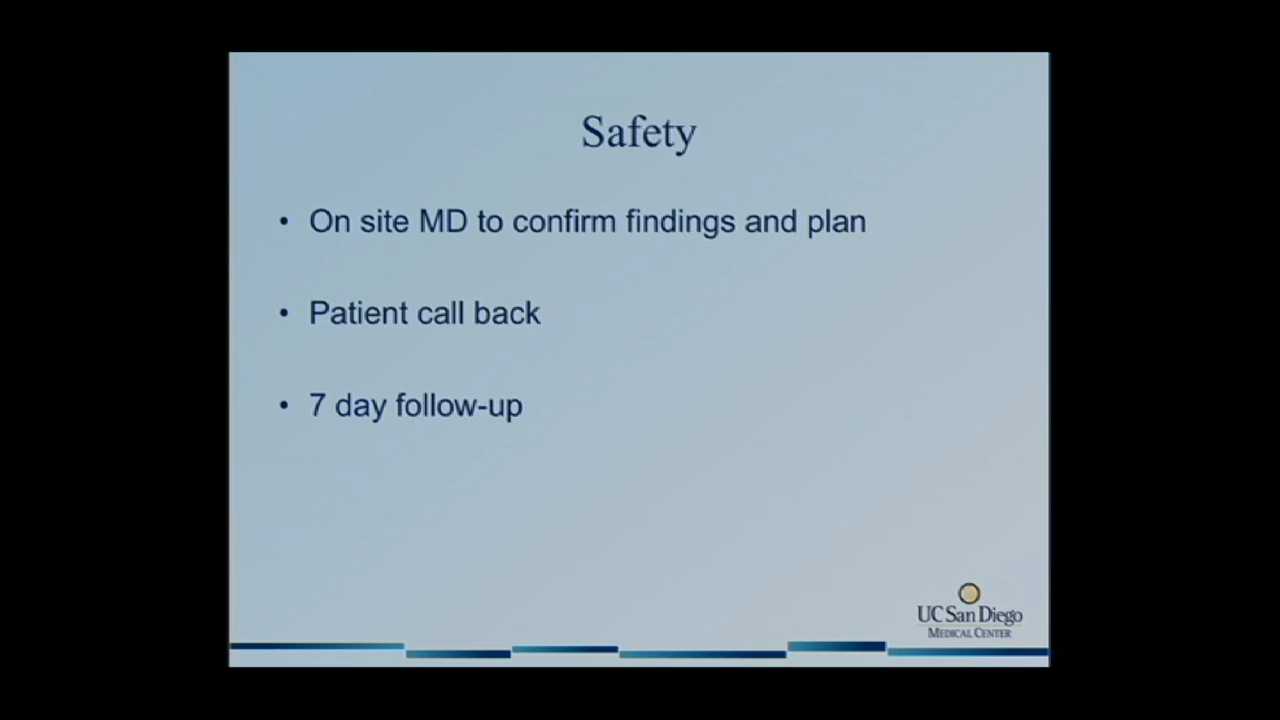 Safety
• On site MD to confirm findings and plan
• Patient call back
• 7 day follow-up
UC San Diego
MEDICAL CENTER